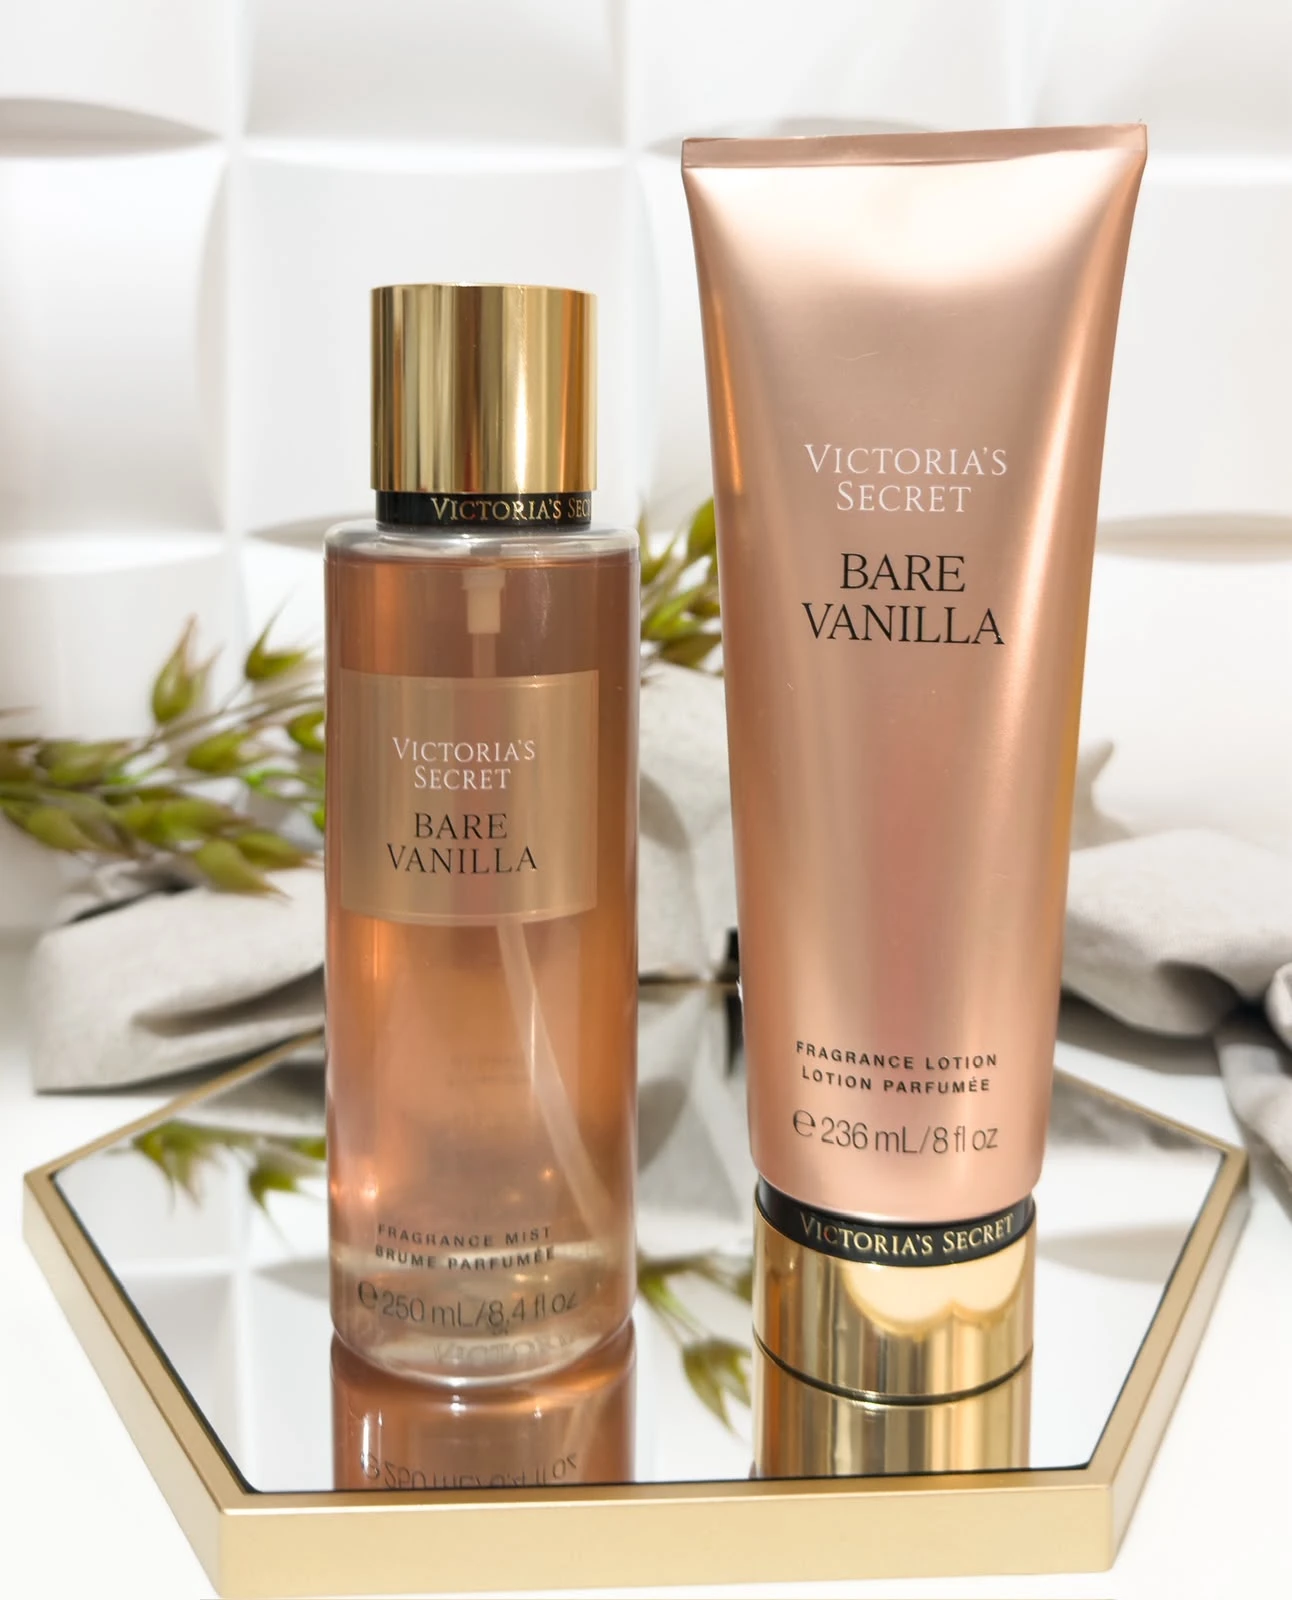 VICTORIA'S SEC
VICTORIA'S
SECRET
BARE
VANILLA
FRAGRANCE MIST
BRUME PARFUMÉE
℮ 250 mL/8,4 fl oz
VICTORIA'S
SECRET
BARE
VANILLA
FRAGRANCE LOTION
LOTION PARFUMÉE
℮ 236 mL/8 fl oz
VICTORIA'S SECRET